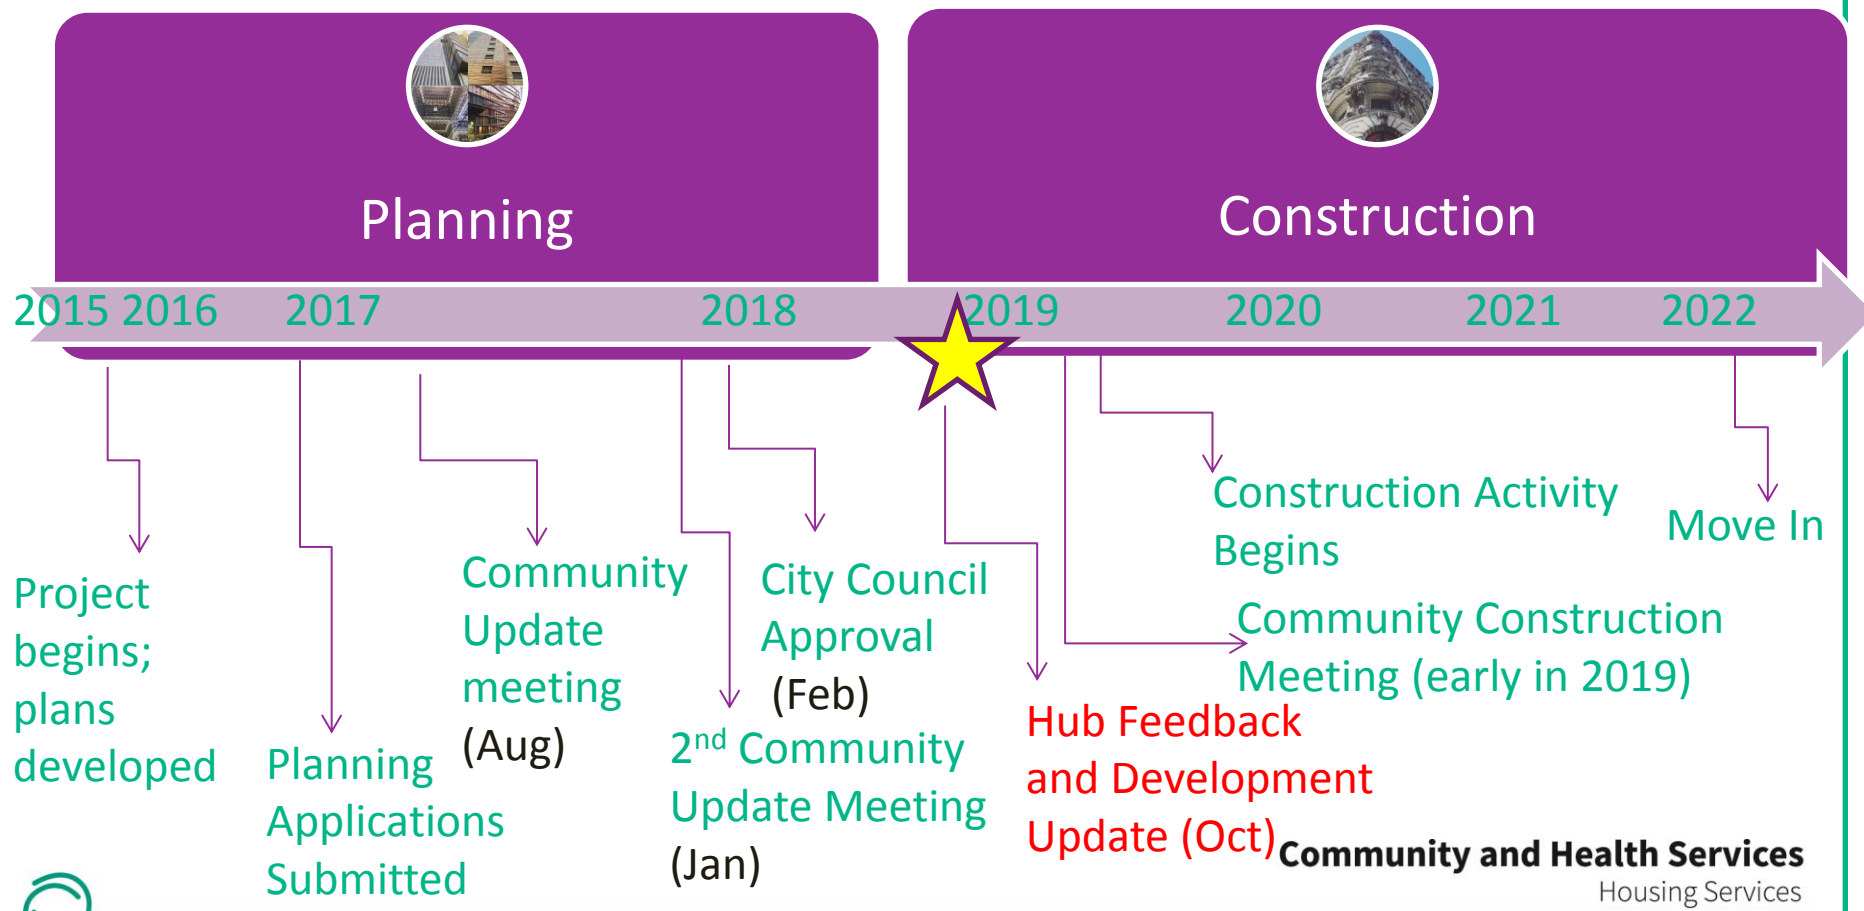 Planning
Construction
2015 2016 2017 2018 2019 2020 2021 2022
Project
begins;
plans
developed
Planning
Applications
Submitted
Community
Update
meeting
(Aug)
2nd Community
Update Meeting
(Jan)
City Council
Approval
(Feb)
Hub Feedback
and Development
Update (Oct)
Construction Activity
Begins
Community Construction
Meeting (early in 2019)
Move In
Community and Health Services
Housing Services